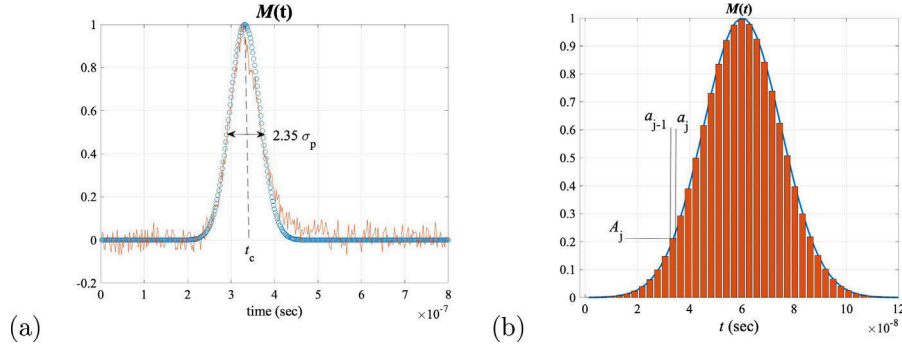 M(t)
1
0.8
0.6
0.4
0.2
0
-0.2
2.35 σp
tc
0 1 2 3 4 5 6 7 8
time (sec)
×10-7
(a)
M(t)
1
0.9
0.8
0.7
0.6
0.5
0.4
0.3
0.2
0.1
0
aj-1 aj
Aj
0 2 4 6 8 10 12
t (sec)
×10-8
(b)